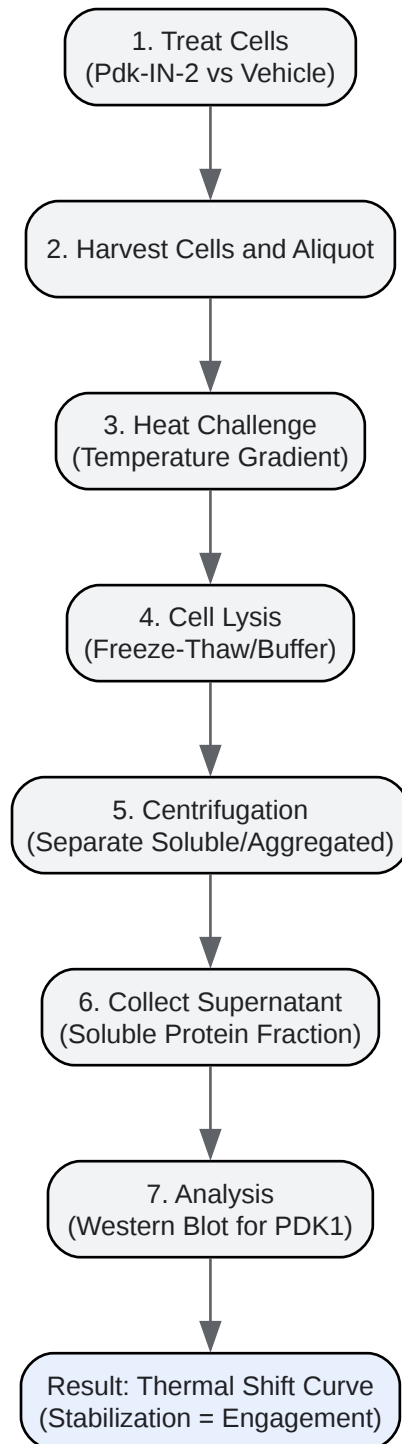 1. Treat Cells
(Pdk-IN-2 vs Vehicle)
2. Harvest Cells and Aliquot
3. Heat Challenge
(Temperature Gradient)
4. Cell Lysis
(Freeze-Thaw/Buffer)
5. Centrifugation
(Separate Soluble/Aggregated)
6. Collect Supernatant
(Soluble Protein Fraction)
7. Analysis
(Western Blot for PDK1)
Result: Thermal Shift Curve
(Stabilization = Engagement)